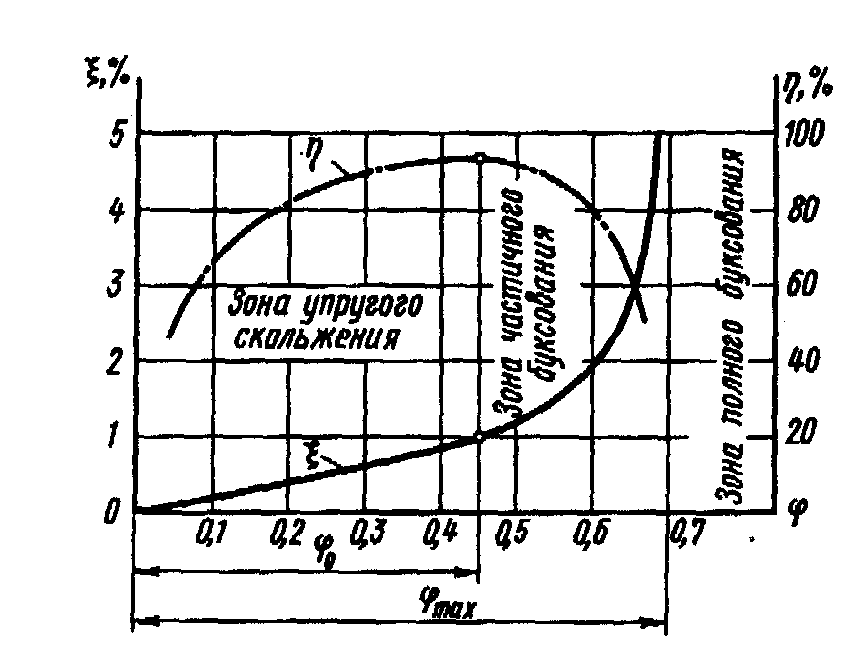 ξ,%
η,%
5
4
3
2
1
0
100
80
60
40
20
φ
η
ξ
Зона упругого
скольжения
Зона частичного
буксования
Зона полного буксования
0,1
0,2
0,3
0,4
0,5
0,6
0,7
φ₀
φmax